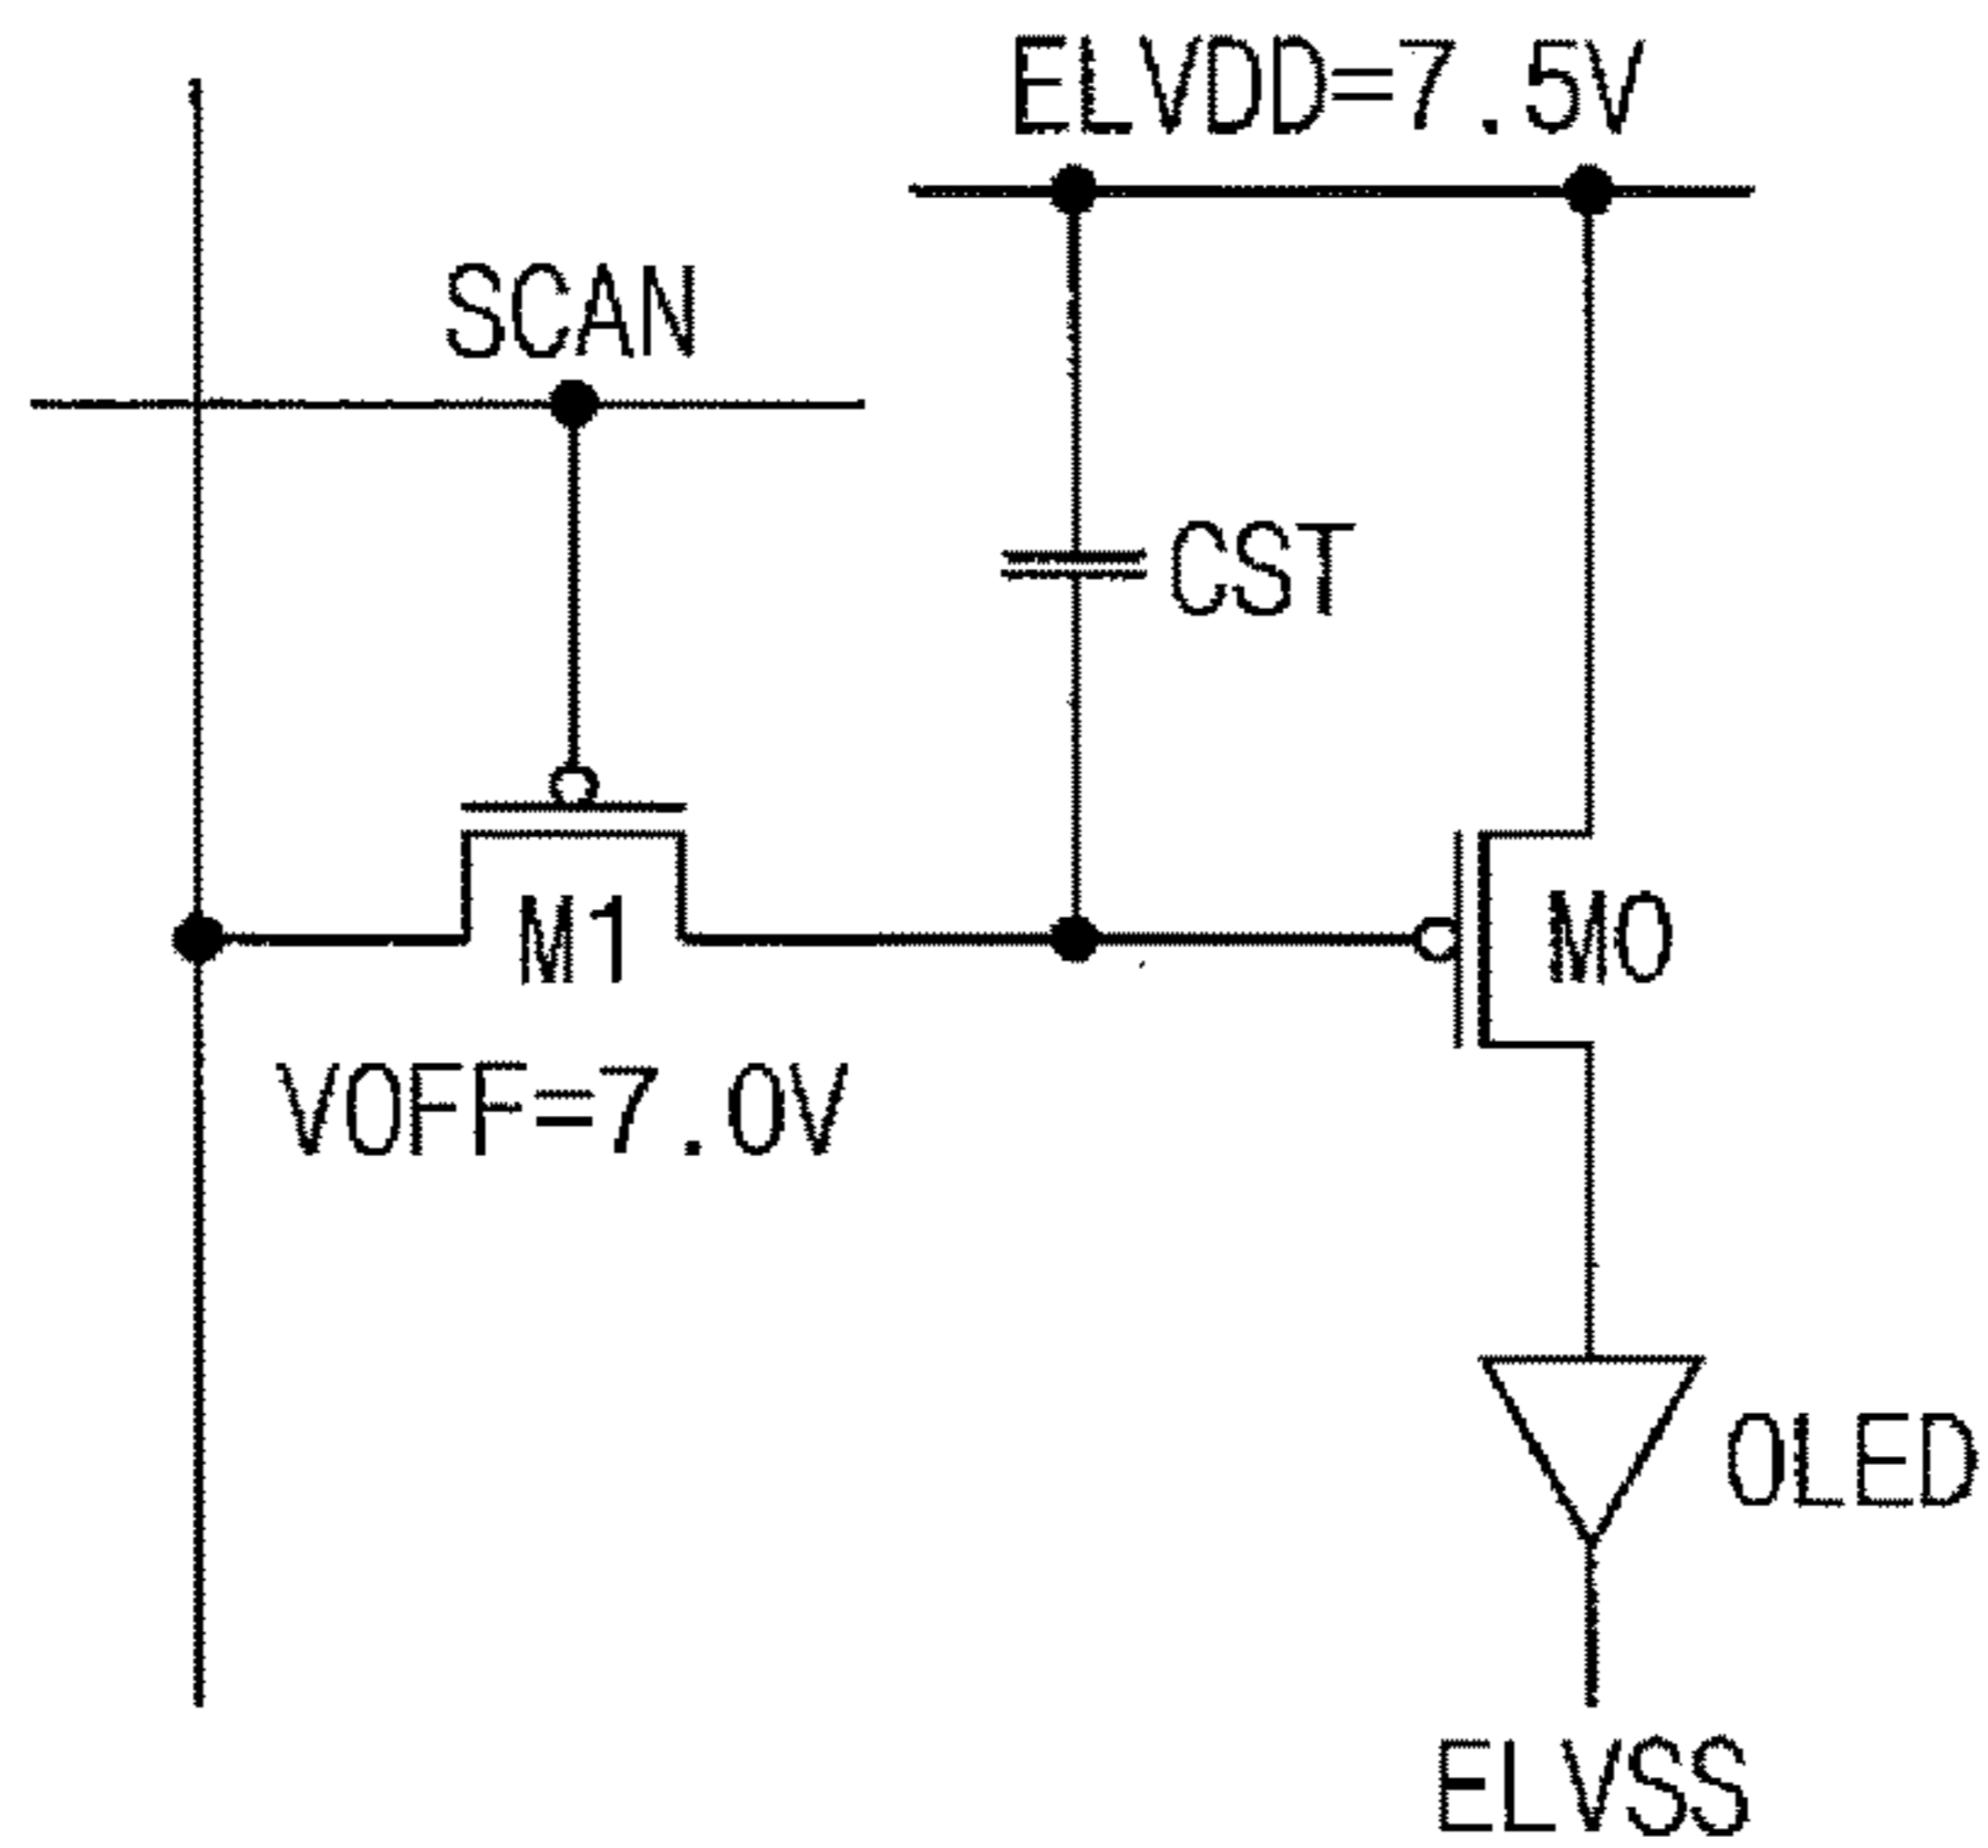 ELVDD=7.5V
SCAN
CST
M1
M0
VOFF=7.0V
OLED
ELVSS